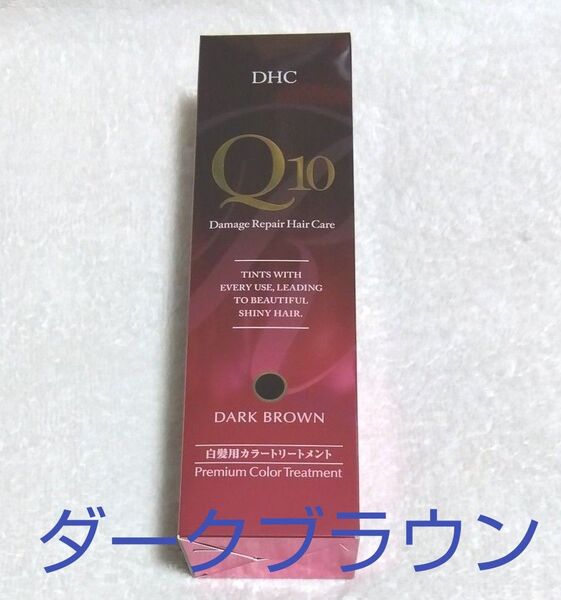 DHC
Q10
Damage Repair Hair Care
TINTS WITH
EVERY USE, LEADING
TO BEAUTIFUL
SHINY HAIR.
DARK BROWN
白髪用カラートリートメント
Premium Color Treatment
ダークブラウン